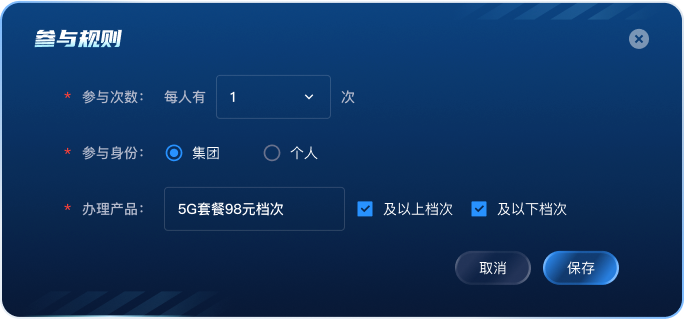 参与规则
* 参与次数： 每人有 1 次
* 参与身份： 集团 个人
* 办理产品： 5G套餐98元档次 及以上档次 及以下档次
取消 保存